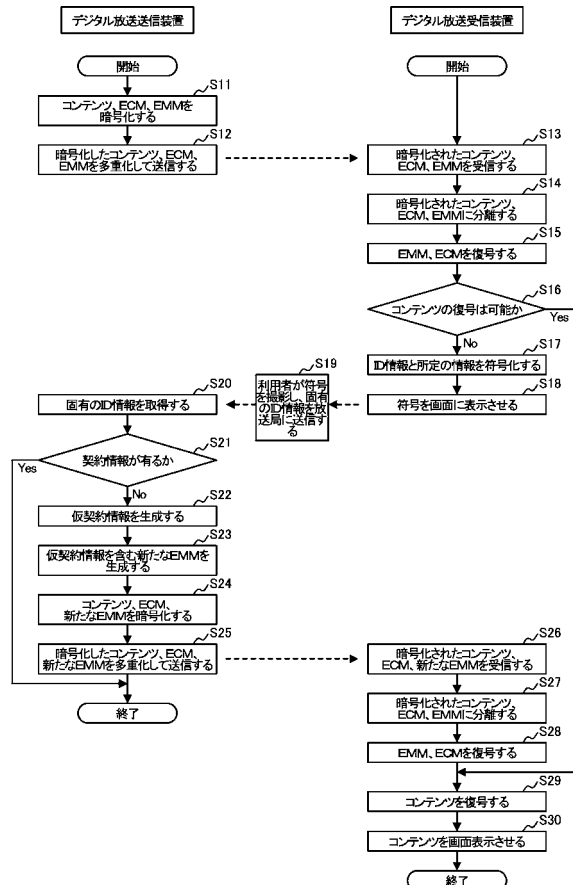 デジタル放送送信装置
デジタル放送受信装置
開始
開始
S11
コンテンツ、ECM、EMMを
暗号化する
S12
暗号化したコンテンツ、ECM、
EMMを多重化して送信する
S13
暗号化されたコンテンツ、
ECM、EMMを受信する
S14
暗号化されたコンテンツ、
ECM、EMMに分離する
S15
EMM、ECMを復号する
S16
コンテンツの復号は可能か
Yes
No
S17
ID情報と所定の情報を符号化する
S18
符号を画面に表示させる
S19
利用者が符号
を撮影し、固有
のID情報を放
送局に送信す
る
S20
固有のID情報を取得する
S21
契約情報が有るか
Yes
No
S22
仮契約情報を生成する
S23
仮契約情報を含む新たなEMMを
生成する
S24
コンテンツ、ECM、
新たなEMMを暗号化する
S25
暗号化したコンテンツ、ECM、
新たなEMMを多重化して送信する
終了
S26
暗号化されたコンテンツ、
ECM、新たなEMMを受信する
S27
暗号化されたコンテンツ、
ECM、EMMに分離する
S28
EMM、ECMを復号する
S29
コンテンツを復号する
S30
コンテンツを画面表示させる
終了